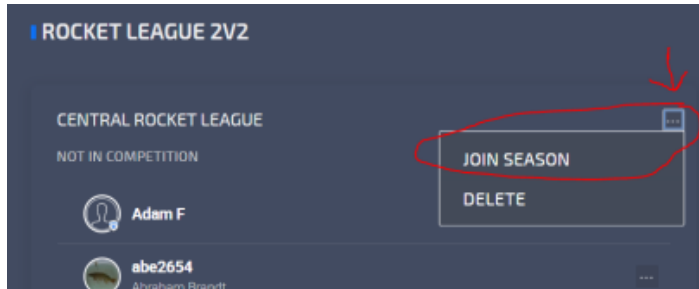 ROCKET LEAGUE 2V2
CENTRAL ROCKET LEAGUE
NOT IN COMPETITION
JOIN SEASON
DELETE
Adam F
abe2654
Abraham Brandt